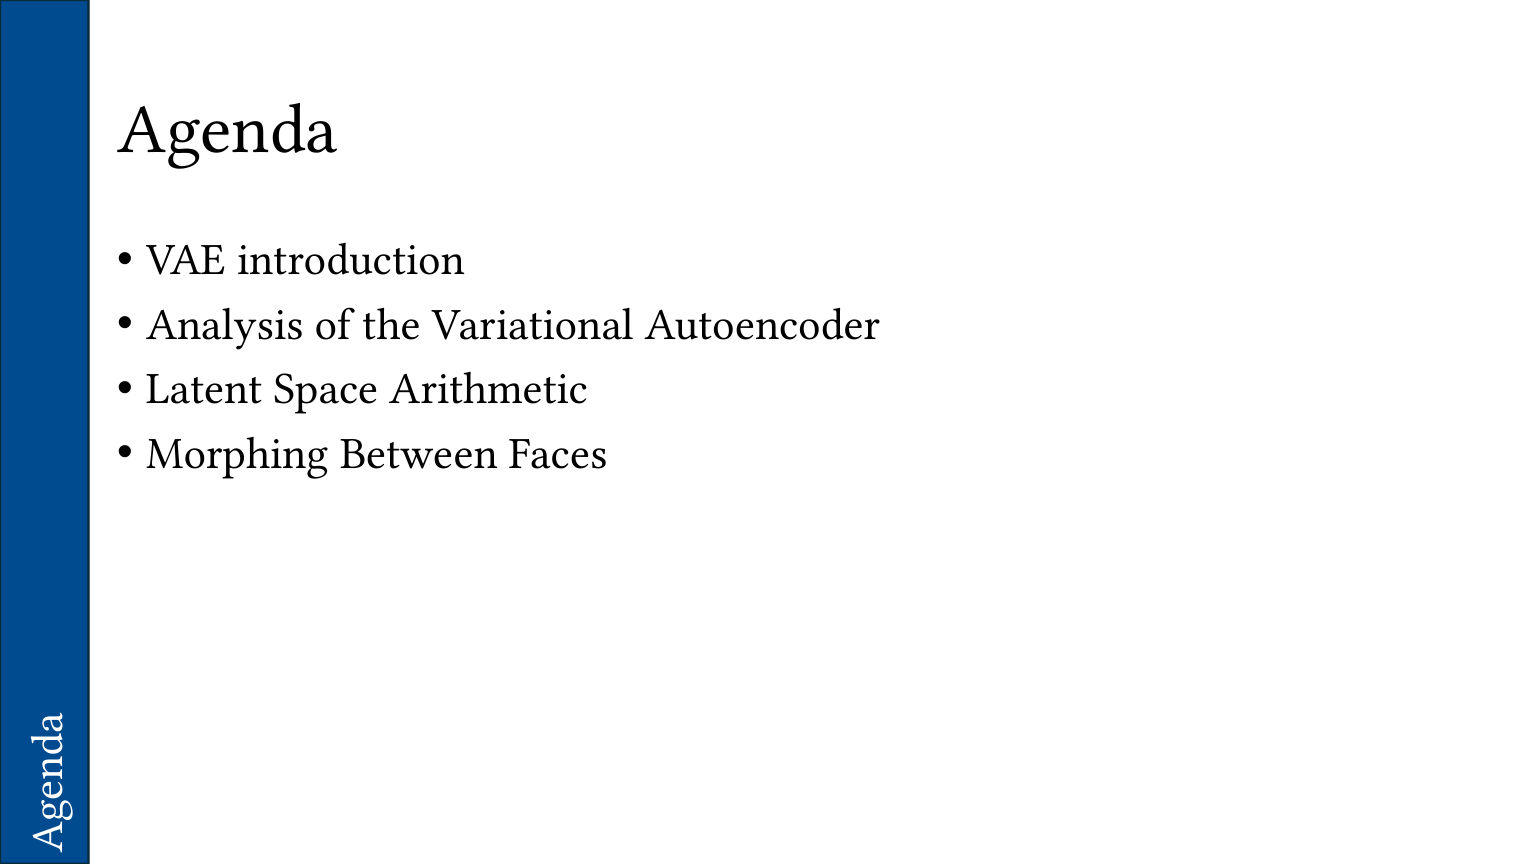 Agenda
• VAE introduction
• Analysis of the Variational Autoencoder
• Latent Space Arithmetic
• Morphing Between Faces
Agenda